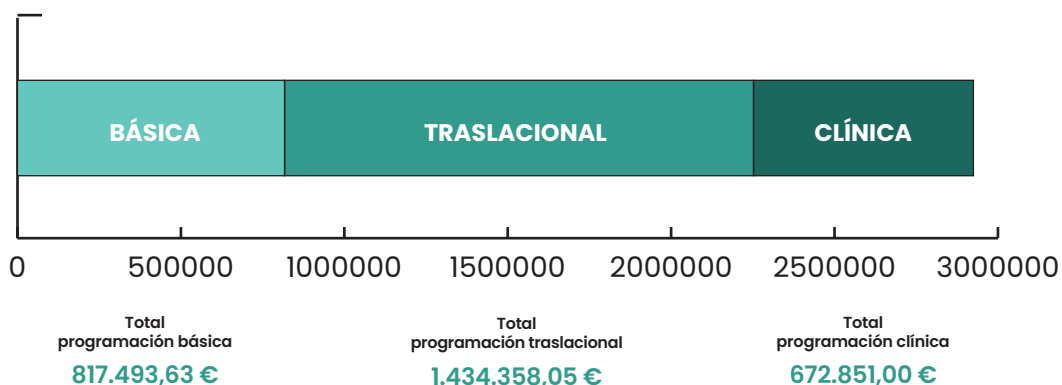 BÁSICA
TRASLACIONAL
CLÍNICA
0
500000
1000000
1500000
2000000
2500000
3000000
Total
programación básica
817.493,63 €
Total
programación traslacional
1.434.358,05 €
Total
programación clínica
672.851,00 €